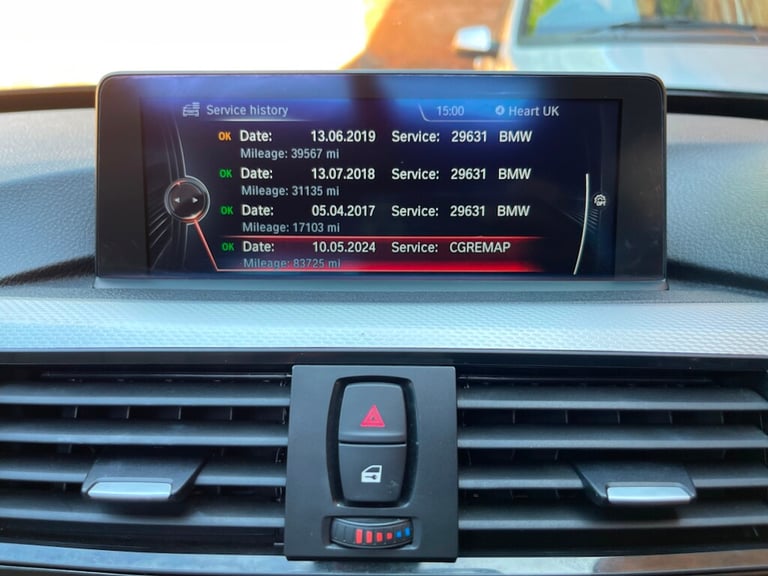 Service history 15:00 Heart UK
OK Date: 13.06.2019 Service: 29631 BMW
Mileage: 39567 mi
OK Date: 13.07.2018 Service: 29631 BMW
Mileage: 31135 mi
OK Date: 05.04.2017 Service: 29631 BMW
Mileage: 17103 mi
OK Date: 10.05.2024 Service: CGREMAP
Mileage: 83725 mi